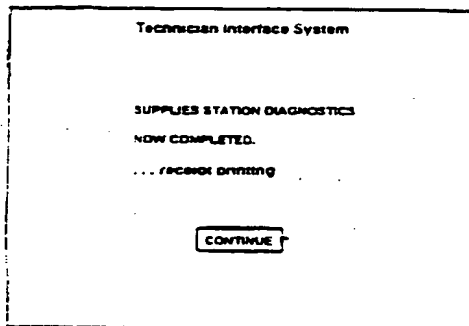 Technician Interface System
SUPPLIES STATION DIAGNOSTICS
NOW COMPLETED.
... receipt printing
CONTINUE